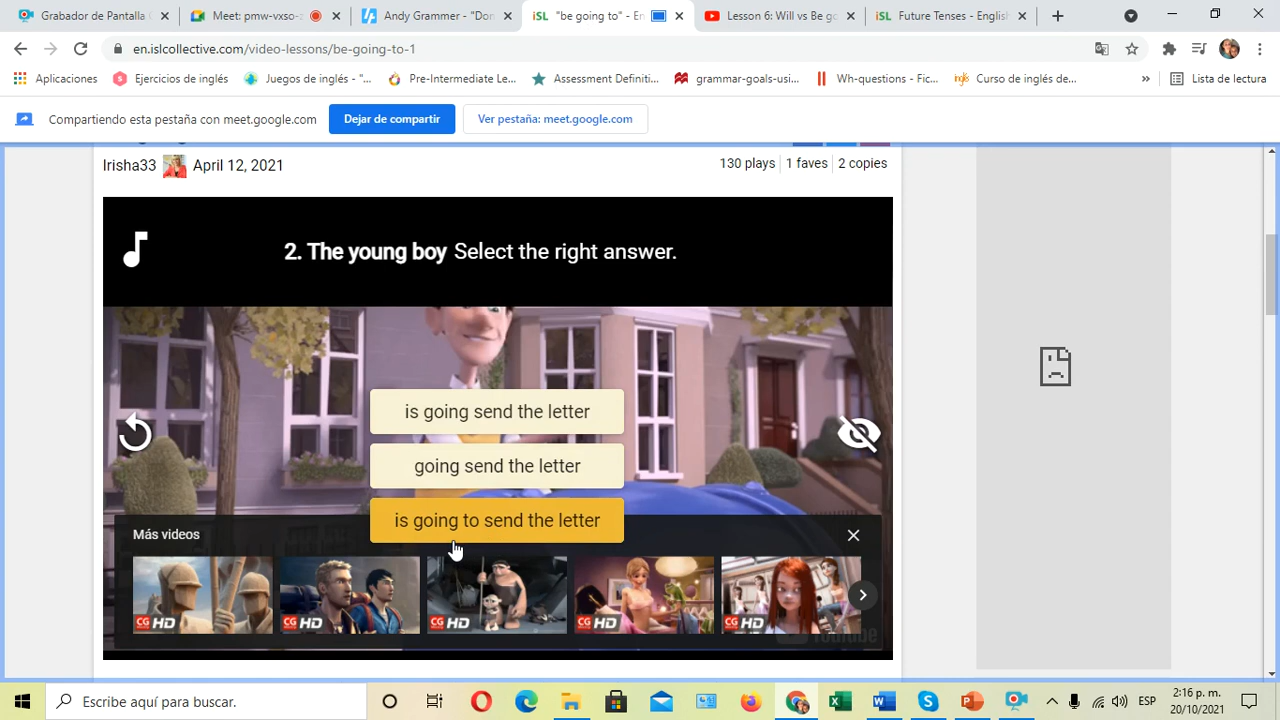 Grabador de Pantalla G
Meet: pmw-vxso-z
Andy Grammer - "Don
"be going to" - En
Lesson 6: Will vs Be go
Future Tenses - English
en.islcollective.com/video-lessons/be-going-to-1
Aplicaciones
Ejercicios de inglés
Juegos de inglés - "...
Pre-Intermediate Le...
Assessment Definiti...
grammar-goals-usi...
Wh-questions - Fic...
Curso de inglés de...
»
Lista de lectura
Compartiendo esta pestaña con meet.google.com
Dejar de compartir
Ver pestaña: meet.google.com
Irisha33
April 12, 2021
130 plays
1 faves
2 copies
2. The young boy Select the right answer.
is going send the letter
going send the letter
is going to send the letter
Más videos
CG HD
CG HD
CG HD
CG HD
CG HD
Escribe aquí para buscar.
ESP
2:16 p. m.
20/10/2021